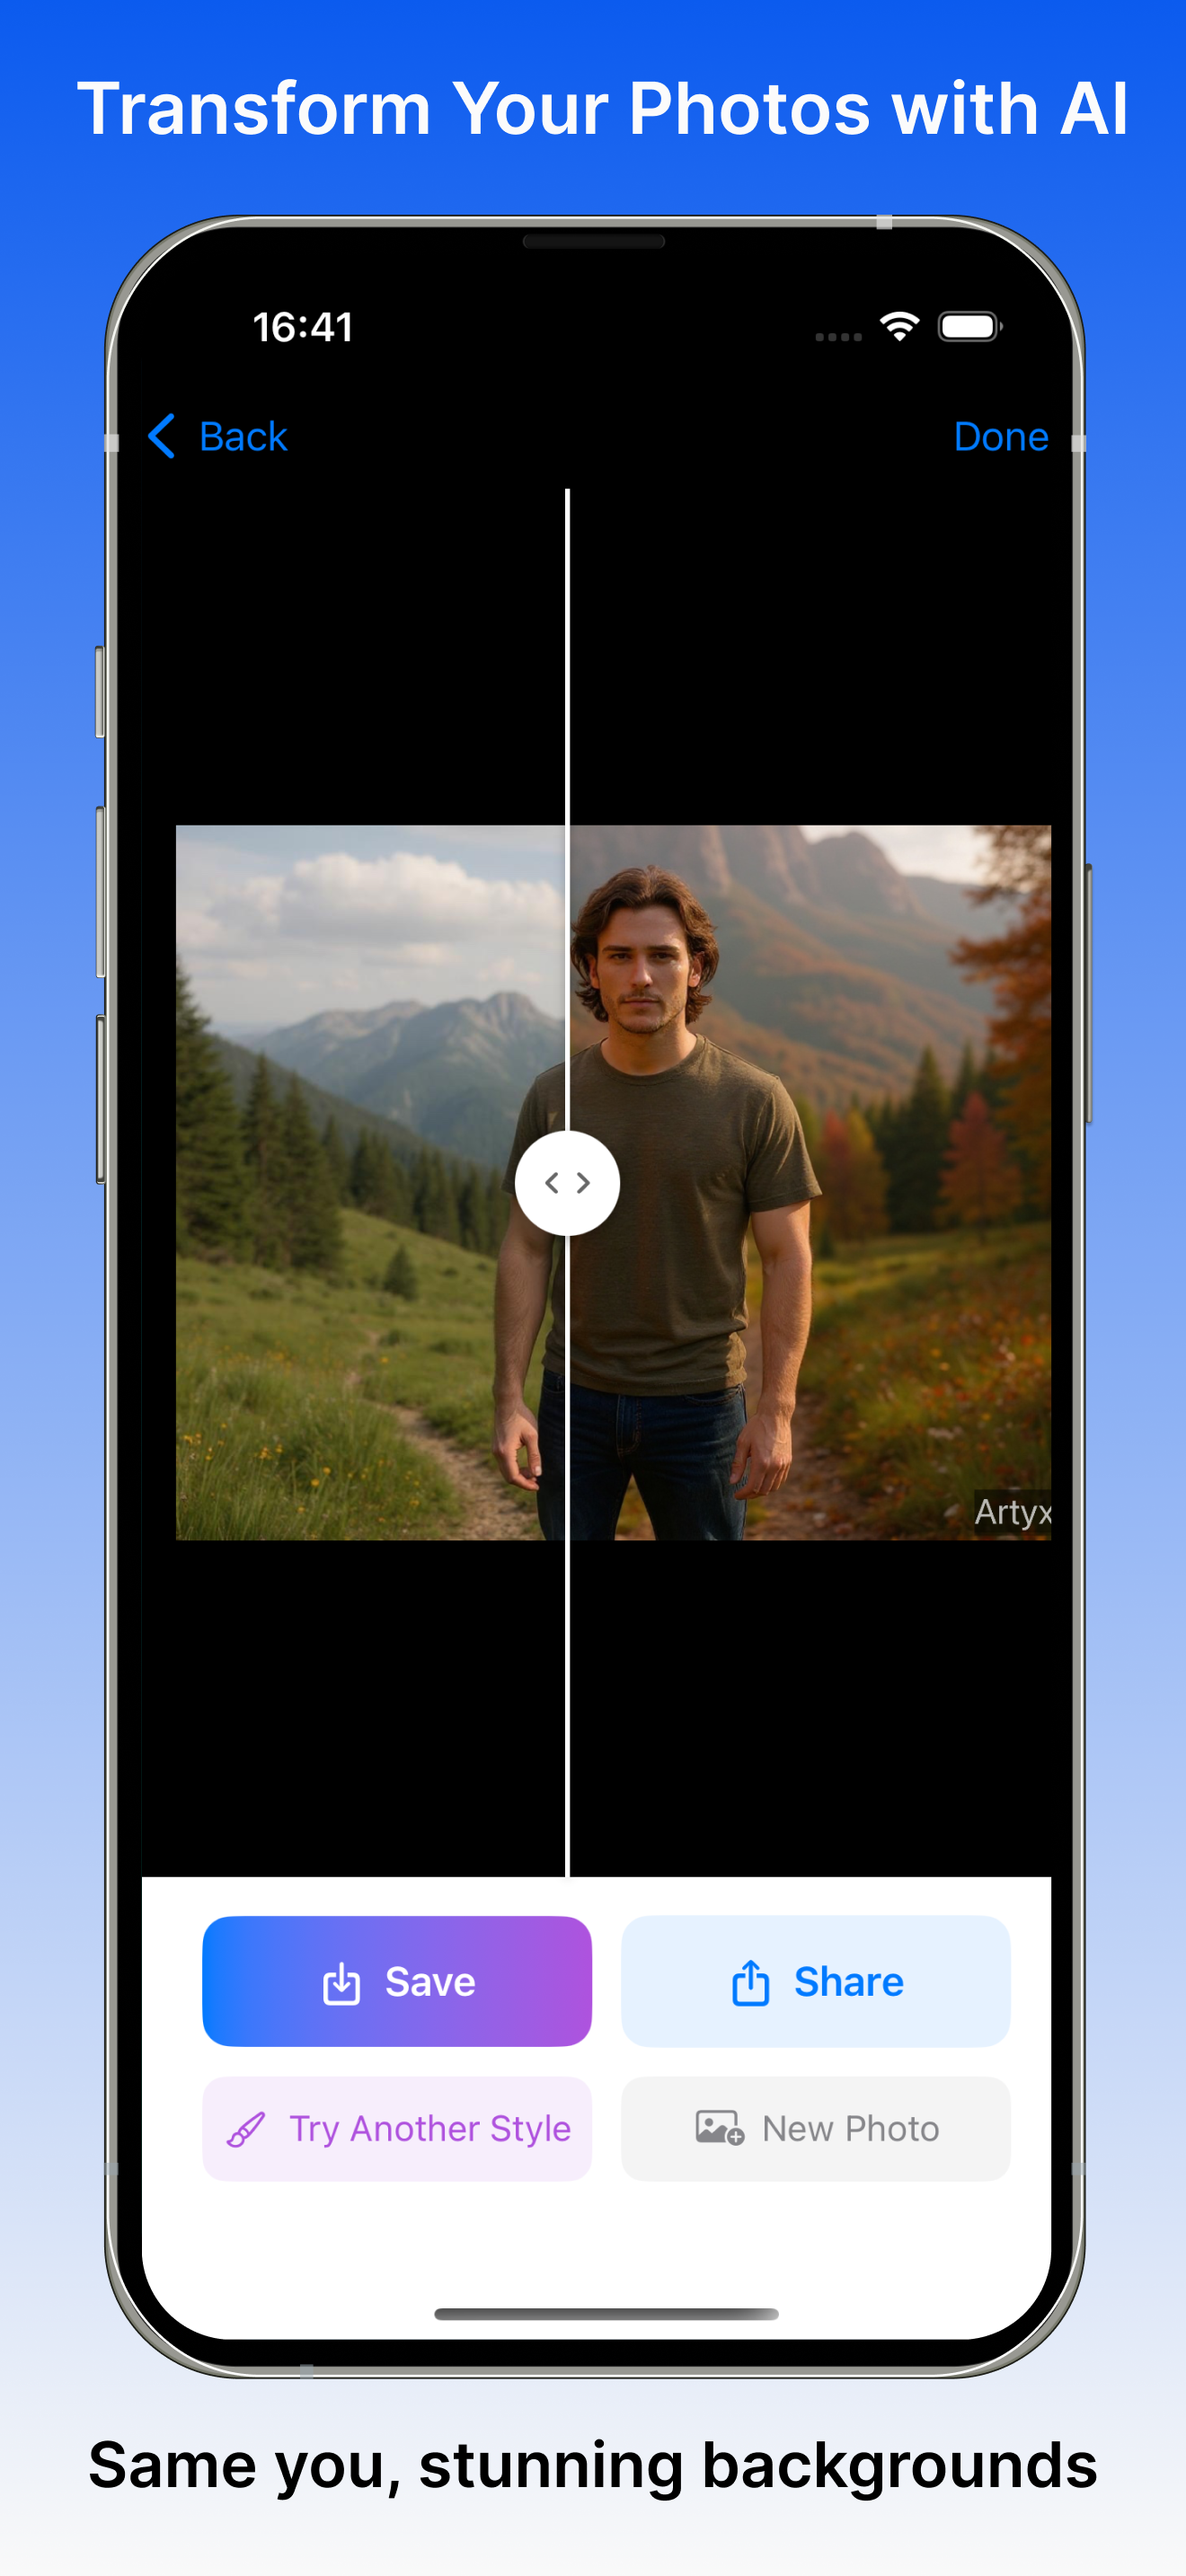 Transform Your Photos with AI
16:41
Back
Done
Artyx
Save
Share
Try Another Style
New Photo
Same you, stunning backgrounds